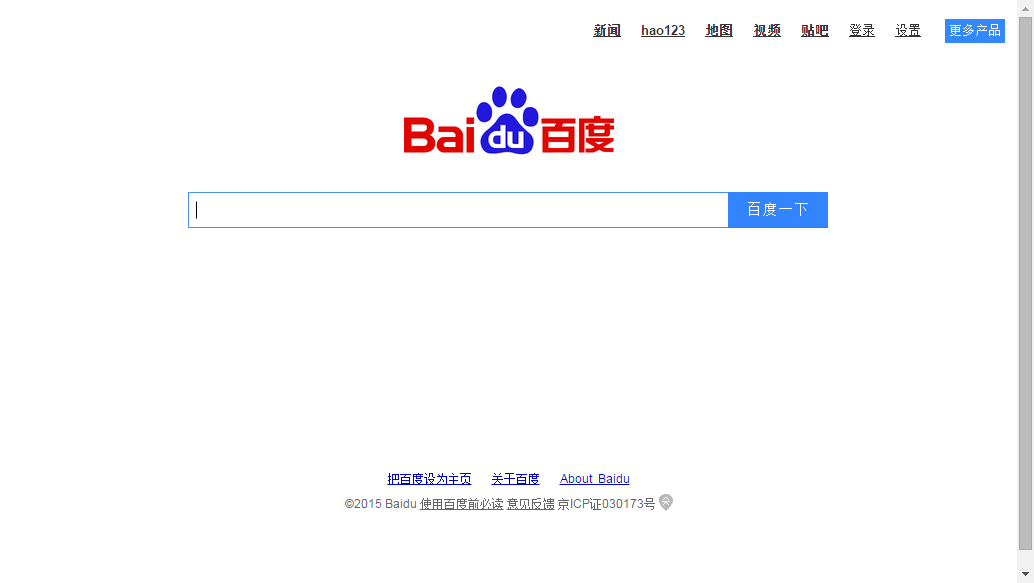 新闻 hao123 地图 视频 贴吧 登录 设置 更多产品
Bai du 百度
百度一下
把百度设为主页 关于百度 About Baidu
©2015 Baidu 使用百度前必读 意见反馈 京ICP证030173号